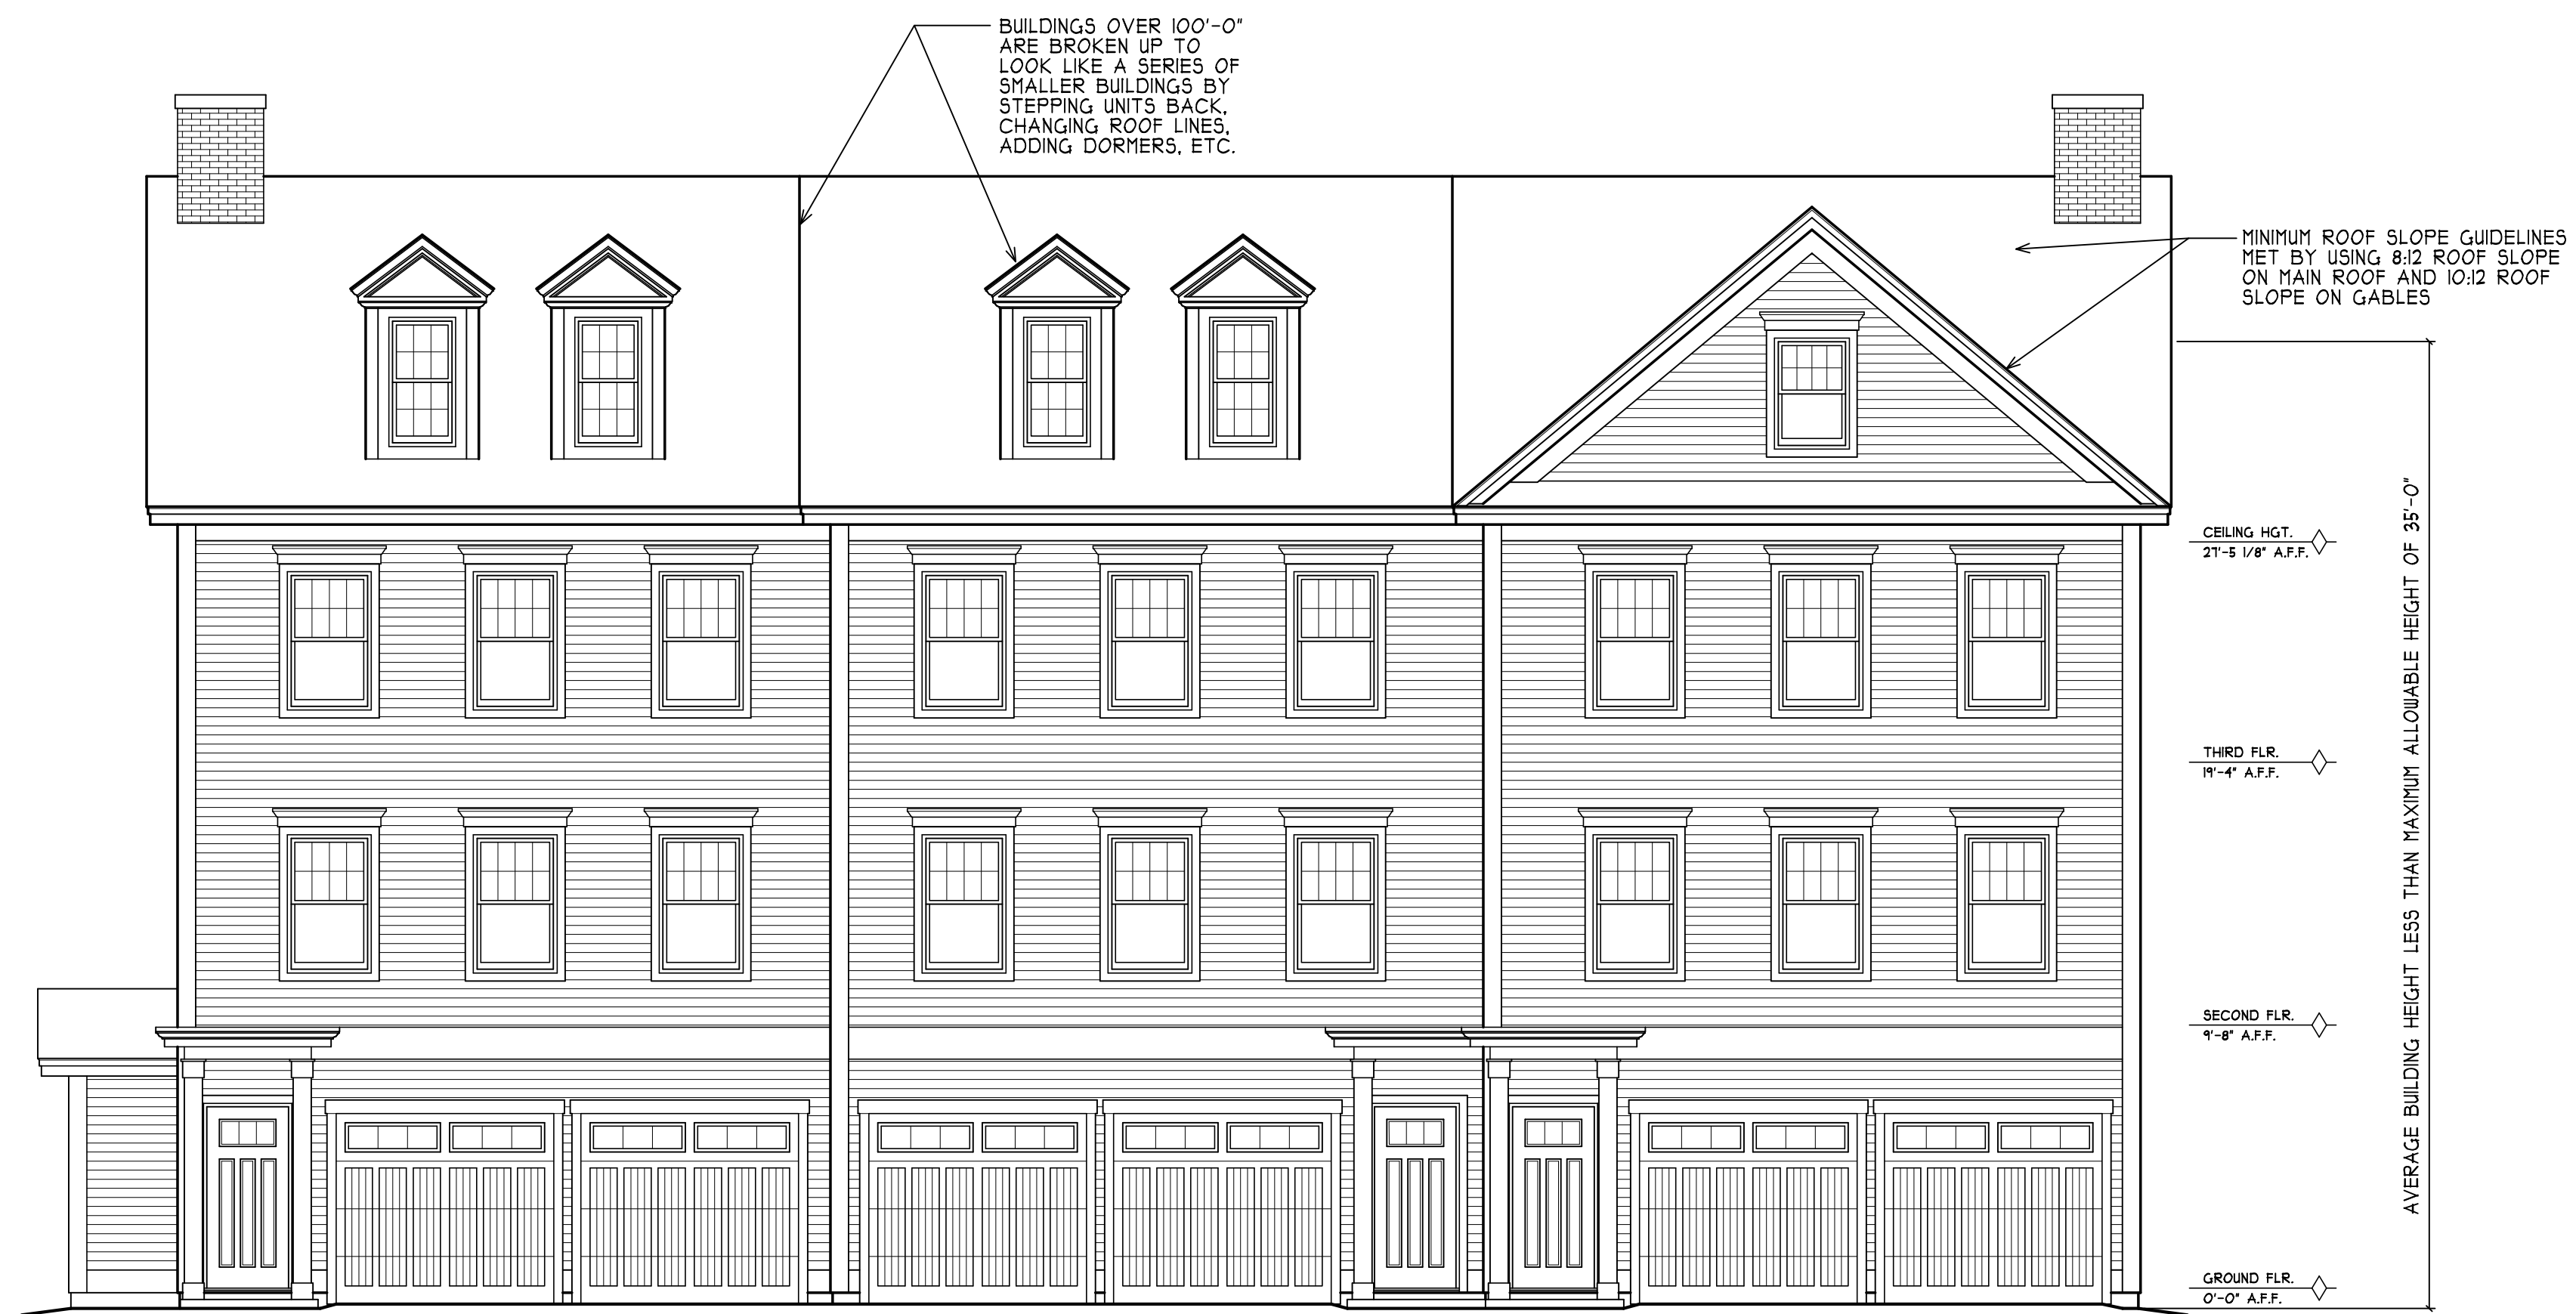 BUILDINGS OVER 100'-0"
ARE BROKEN UP TO
LOOK LIKE A SERIES OF
SMALLER BUILDINGS BY
STEPPING UNITS BACK,
CHANGING ROOF LINES,
ADDING DORMERS, ETC.
MINIMUM ROOF SLOPE GUIDELINES
MET BY USING 8:12 ROOF SLOPE
ON MAIN ROOF AND 10:12 ROOF
SLOPE ON GABLES
CEILING HGT.
27'-5 1/8" A.F.F.
THIRD FLR.
19'-4" A.F.F.
SECOND FLR.
9'-8" A.F.F.
GROUND FLR.
0'-0" A.F.F.
AVERAGE BUILDING HEIGHT LESS THAN MAXIMUM ALLOWABLE HEIGHT OF 35'-0"